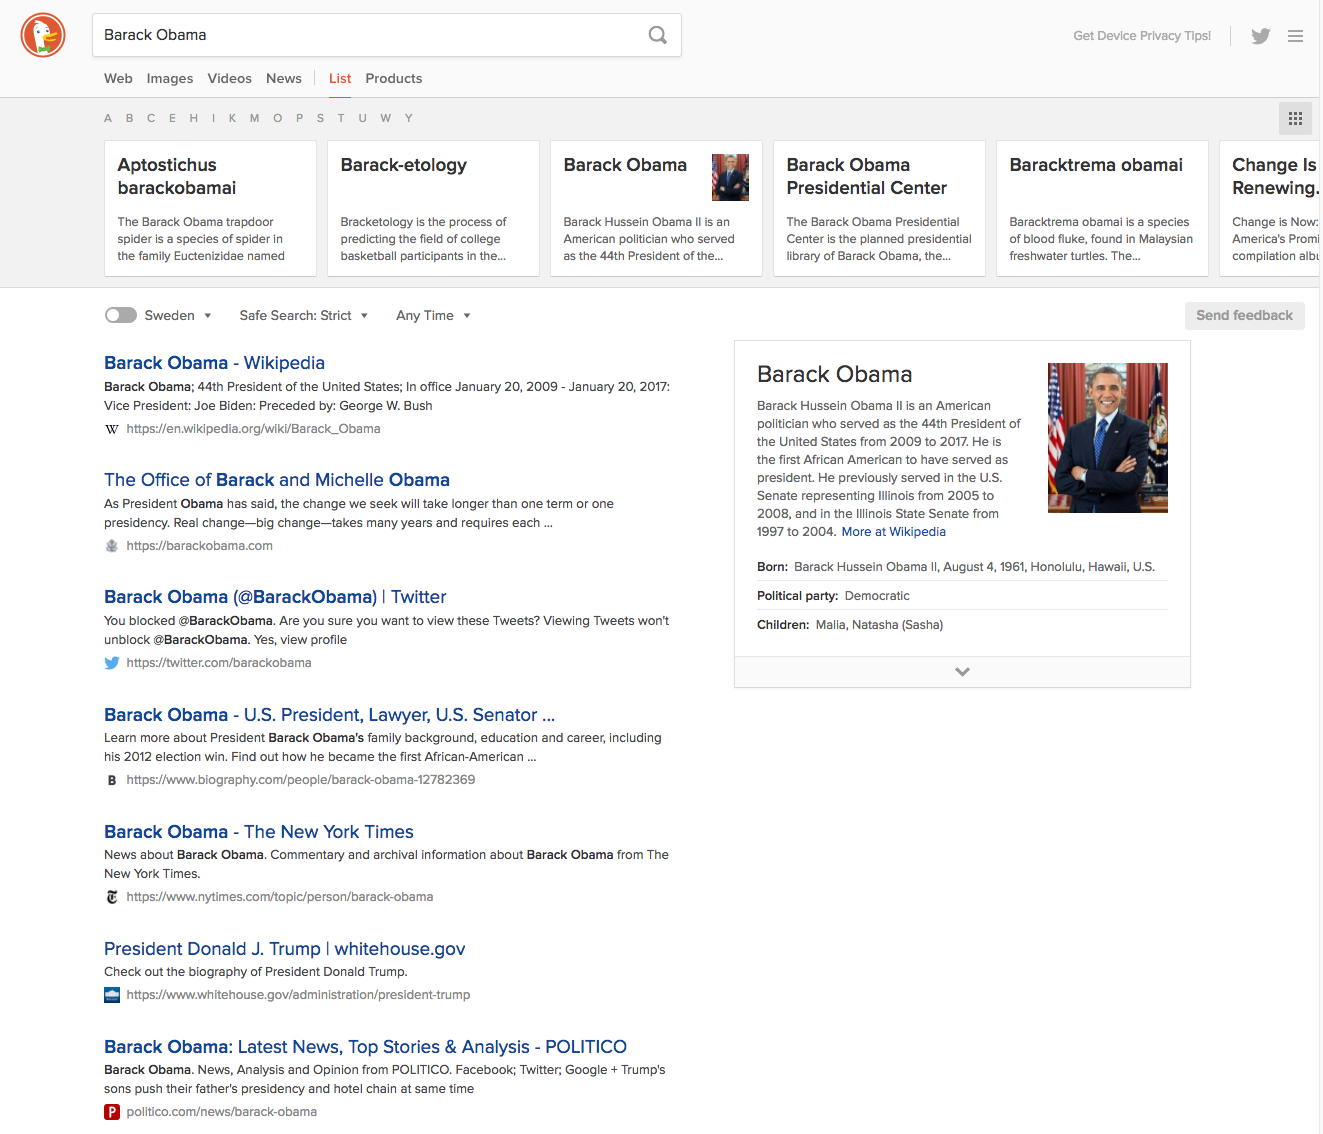 Barack Obama
Get Device Privacy Tips!
Web Images Videos News List Products
A B C E H I K M O P S T U W Y
Aptostichus
barackobamai
The Barack Obama trapdoor
spider is a species of spider in
the family Euctenizidae named
Barack-etology
Bracketology is the process of
predicting the field of college
basketball participants in the...
Barack Obama
Barack Hussein Obama II is an
American politician who served
as the 44th President of the...
Barack Obama
Presidential Center
The Barack Obama Presidential
Center is the planned presidential
library of Barack Obama, the...
Baracktrema obamai
Baracktrema obamai is a species
of blood fluke, found in Malaysian
freshwater turtles. The...
Change Is
Renewing.
Change is Now:
America's Promi
compilation albu
Sweden Safe Search: Strict Any Time
Send feedback
Barack Obama - Wikipedia
Barack Obama; 44th President of the United States; In office January 20, 2009 - January 20, 2017:
Vice President: Joe Biden: Preceded by: George W. Bush
W https://en.wikipedia.org/wiki/Barack_Obama
The Office of Barack and Michelle Obama
As President Obama has said, the change we seek will take longer than one term or one
presidency. Real change—big change—takes many years and requires each ...
https://barackobama.com
Barack Obama (@BarackObama) | Twitter
You blocked @BarackObama. Are you sure you want to view these Tweets? Viewing Tweets won't
unblock @BarackObama. Yes, view profile
https://twitter.com/barackobama
Barack Obama - U.S. President, Lawyer, U.S. Senator ...
Learn more about President Barack Obama's family background, education and career, including
his 2012 election win. Find out how he became the first African-American ...
B https://www.biography.com/people/barack-obama-12782369
Barack Obama - The New York Times
News about Barack Obama. Commentary and archival information about Barack Obama from The
New York Times.
T https://www.nytimes.com/topic/person/barack-obama
President Donald J. Trump | whitehouse.gov
Check out the biography of President Donald Trump.
https://www.whitehouse.gov/administration/president-trump
Barack Obama: Latest News, Top Stories & Analysis - POLITICO
Barack Obama. News, Analysis and Opinion from POLITICO. Facebook; Twitter; Google + Trump's
sons push their father's presidency and hotel chain at same time
P politico.com/news/barack-obama
Barack Obama
Barack Hussein Obama II is an American
politician who served as the 44th President of
the United States from 2009 to 2017. He is
the first African American to have served as
president. He previously served in the U.S.
Senate representing Illinois from 2005 to
2008, and in the Illinois State Senate from
1997 to 2004. More at Wikipedia
Born: Barack Hussein Obama II, August 4, 1961, Honolulu, Hawaii, U.S.
Political party: Democratic
Children: Malia, Natasha (Sasha)